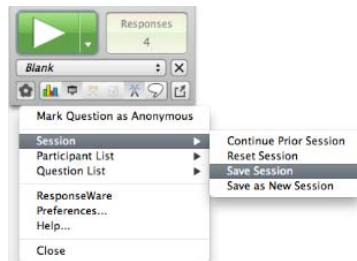 Responses
4
Blank
Mark Question as Anonymous
Session
Participant List
Question List
ResponseWare
Preferences...
Help...
Close
Continue Prior Session
Reset Session
Save Session
Save as New Session